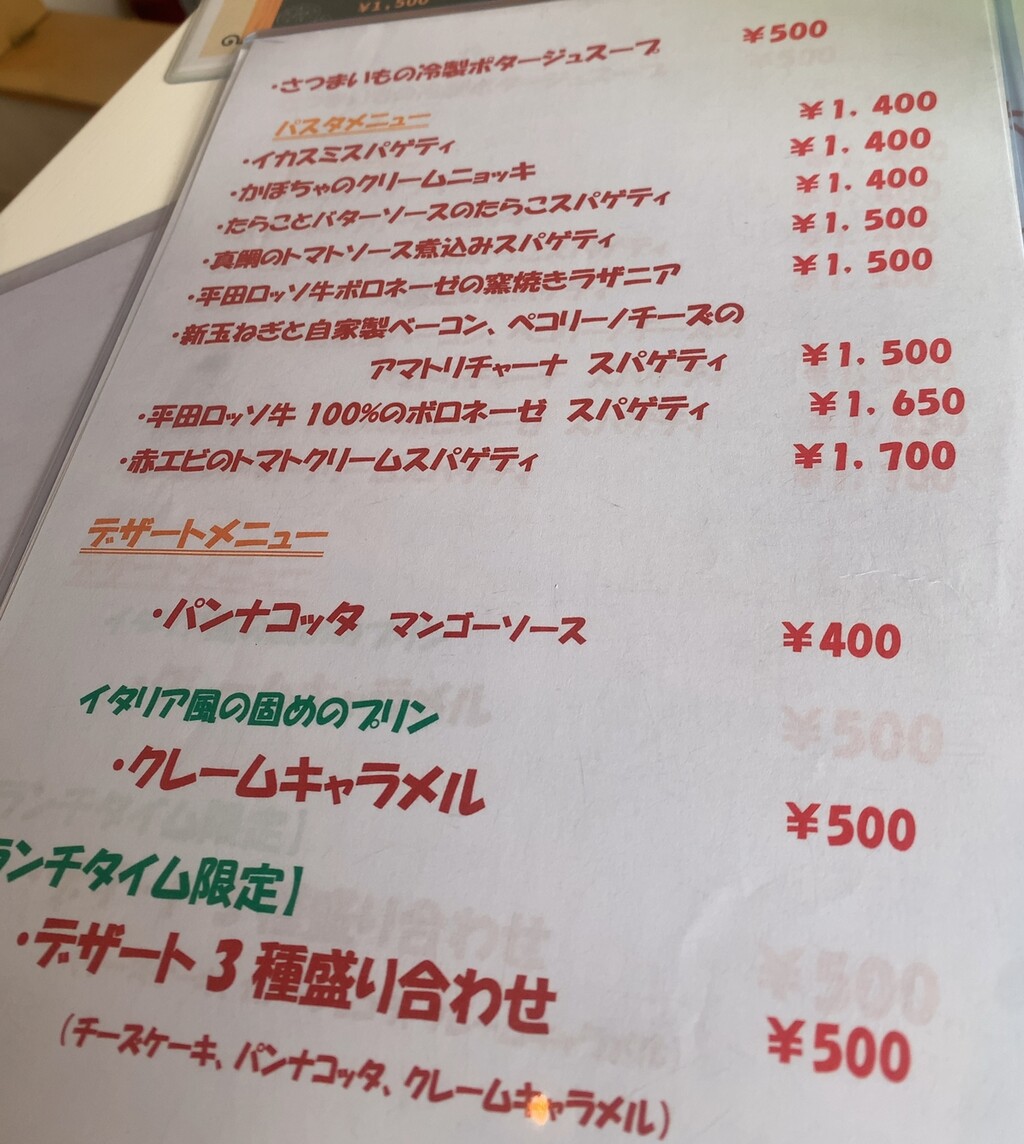 ¥1,500
・さつまいもの冷製ポタージュスープ ¥500
パスタメニュー
・イカスミスパゲティ ¥1,400
・かぼちゃのクリームニョッキ ¥1,400
・たらことバターソースのたらこスパゲティ ¥1,400
・真鯛のトマトソース煮込みスパゲティ ¥1,500
・平田ロッソ牛ボロネーゼの窯焼きラザニア ¥1,500
・新玉ねぎと自家製ベーコン、ペコリーノチーズの
アマトリチャーナ スパゲティ ¥1,500
・平田ロッソ牛 100%のボロネーゼ スパゲティ ¥1,650
・赤エビのトマトクリームスパゲティ ¥1,700
デザートメニュー
・パンナコッタ マンゴーソース ¥400
イタリア風の固めのプリン
・クレームキャラメル ¥500
ランチタイム限定】
・デザート3種盛り合わせ ¥500
(チーズケーキ、パンナコッタ、クレームキャラメル)